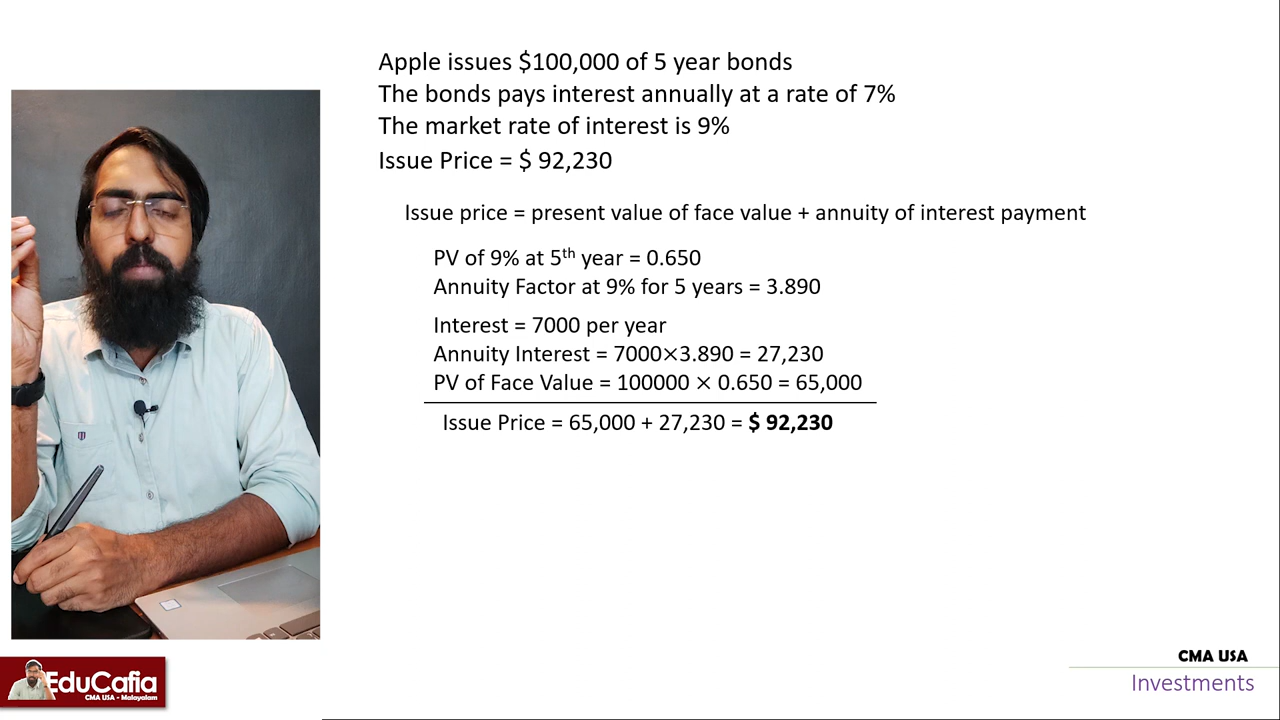 Apple issues $100,000 of 5 year bonds
The bonds pays interest annually at a rate of 7%
The market rate of interest is 9%
Issue Price = $ 92,230
Issue price = present value of face value + annuity of interest payment
PV of 9% at 5th year = 0.650
Annuity Factor at 9% for 5 years = 3.890
Interest = 7000 per year
Annuity Interest = 7000×3.890 = 27,230
PV of Face Value = 100000 × 0.650 = 65,000
Issue Price = 65,000 + 27,230 = $ 92,230
EduCafia
CMA USA - Malayalam
CMA USA
Investments